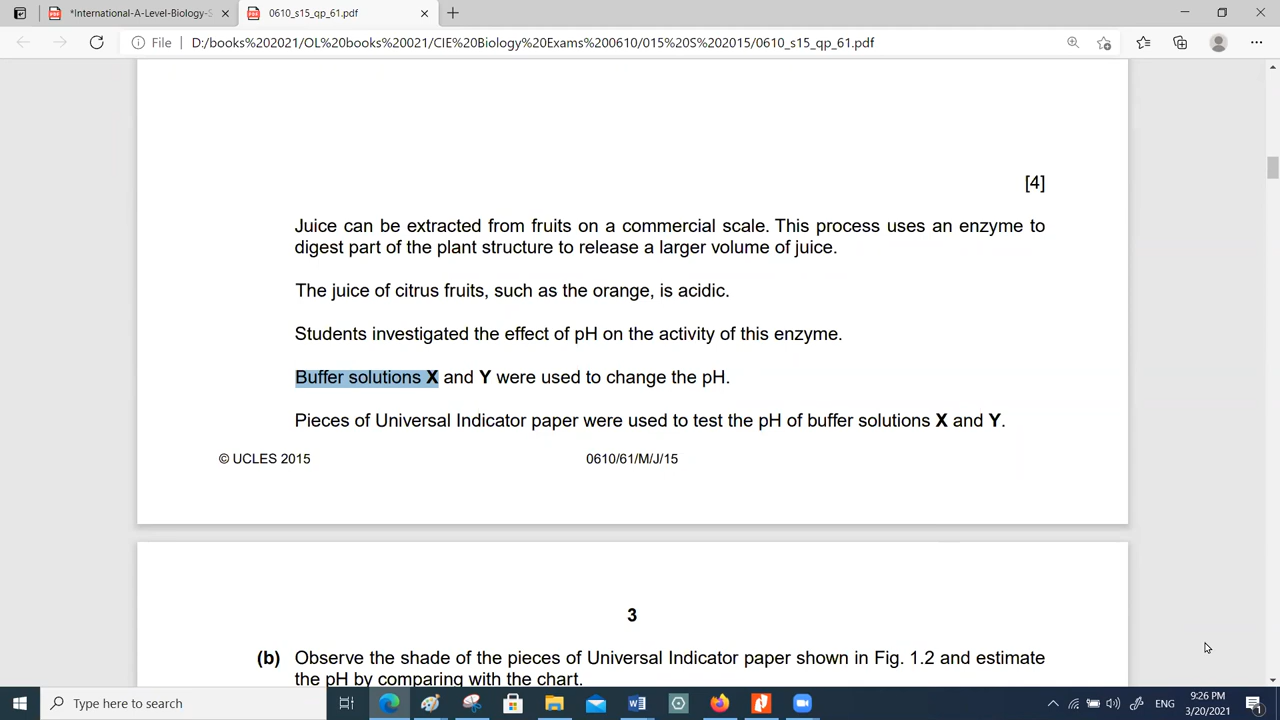 *International-A-Level-Biology-S
0610_s15_qp_61.pdf
File
D:/books%202021/OL%20books%20021/CIE%20Biology%20Exams%200610/015%20S%202015/0610_s15_qp_61.pdf
[4]
Juice can be extracted from fruits on a commercial scale. This process uses an enzyme to
digest part of the plant structure to release a larger volume of juice.
The juice of citrus fruits, such as the orange, is acidic.
Students investigated the effect of pH on the activity of this enzyme.
Buffer solutions X and Y were used to change the pH.
Pieces of Universal Indicator paper were used to test the pH of buffer solutions X and Y.
© UCLES 2015
0610/61/M/J/15
3
(b) Observe the shade of the pieces of Universal Indicator paper shown in Fig. 1.2 and estimate
the pH by comparing with the chart.
Type here to search
ENG
9:26 PM
3/20/2021
1